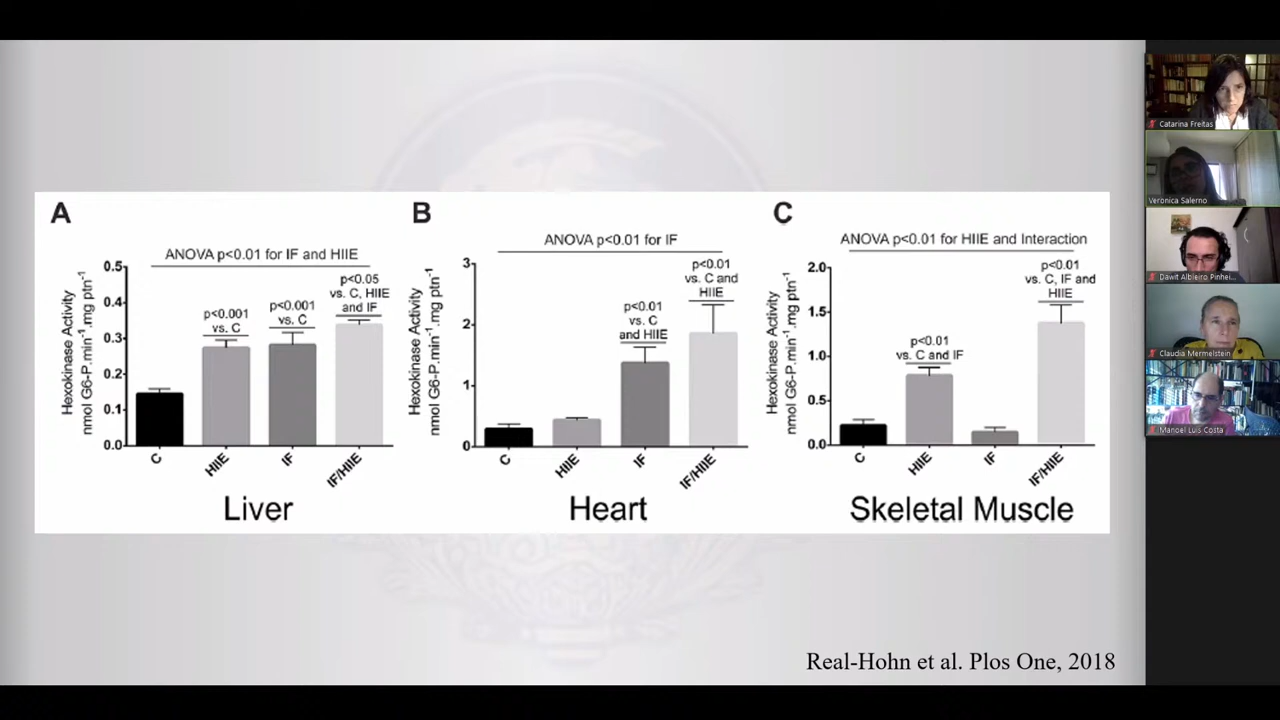 A
ANOVA p<0.01 for IF and HIIE
Hexokinase Activity
nmol G6-P.min⁻¹.mg ptn⁻¹
0.5
0.4
0.3
0.2
0.1
0.0
p<0.001
vs. C
p<0.001
vs. C
p<0.05
vs. C, HIIE
and IF
C
HIIE
IF
IF/HIIE
Liver
B
ANOVA p<0.01 for IF
Hexokinase Activity
nmol G6-P.min⁻¹.mg ptn⁻¹
3
2
1
0
p<0.01
vs. C
and HIIE
p<0.01
vs. C and
HIIE
C
HIIE
IF
IF/HIIE
Heart
C
ANOVA p<0.01 for HIIE and Interaction
Hexokinase Activity
nmol G6-P.min⁻¹.mg ptn⁻¹
2.0
1.5
1.0
0.5
0.0
p<0.01
vs. C and IF
p<0.01
vs. C, IF and
HIIE
C
HIIE
IF
IF/HIIE
Skeletal Muscle
Real-Hohn et al. Plos One, 2018
Catarina Freitas
Veronica Salerno
Dawit Albieiro Pinhei...
Claudia Mermelstein
Manoel Luis Costa